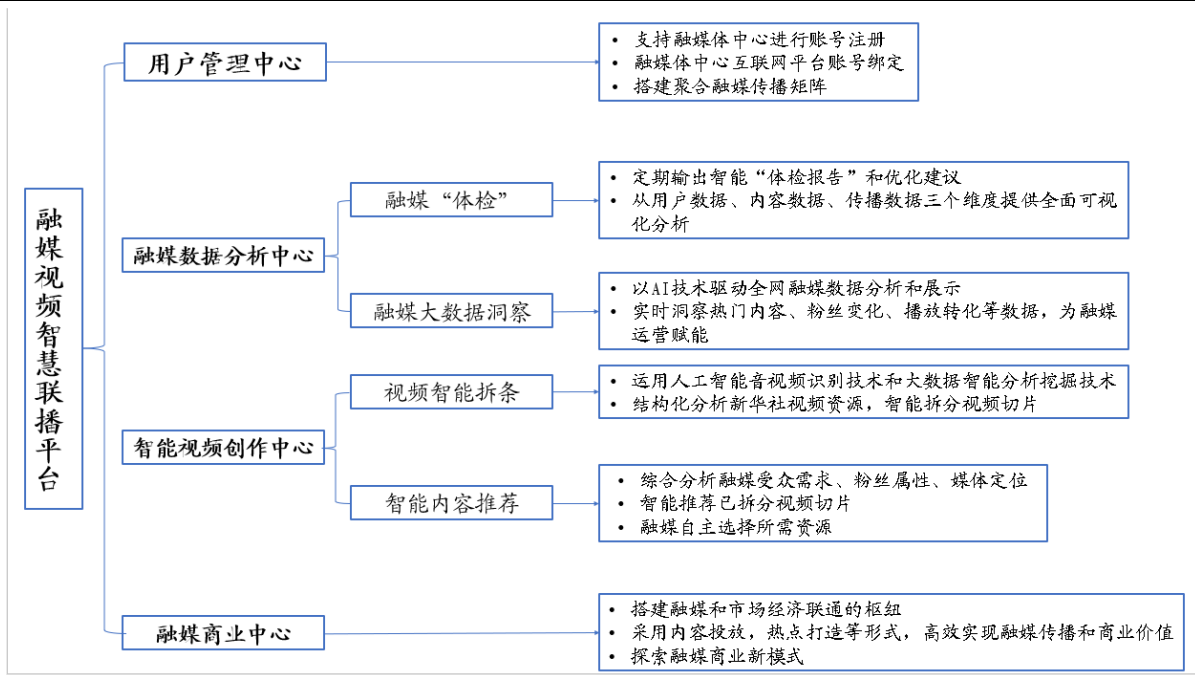 融媒视频智慧联播平台
用户管理中心
• 支持融媒体中心进行账号注册
• 融媒体中心互联网平台账号绑定
• 搭建聚合融媒传播矩阵
融媒数据分析中心
融媒“体检”
• 定期输出智能“体检报告”和优化建议
• 从用户数据、内容数据、传播数据三个维度提供全面可视
化分析
融媒大数据洞察
• 以AI技术驱动全网融媒数据分析和展示
• 实时洞察热门内容、粉丝变化、播放转化等数据，为融媒
运营赋能
智能视频创作中心
视频智能拆条
• 运用人工智能音视频识别技术和大数据智能分析挖掘技术
• 结构化分析新华社视频资源，智能拆分视频切片
智能内容推荐
• 综合分析融媒受众需求、粉丝属性、媒体定位
• 智能推荐已拆分视频切片
• 融媒自主选择所需资源
融媒商业中心
• 搭建融媒和市场经济联通的枢纽
• 采用内容投放，热点打造等形式，高效实现融媒传播和商业价值
• 探索融媒商业新模式